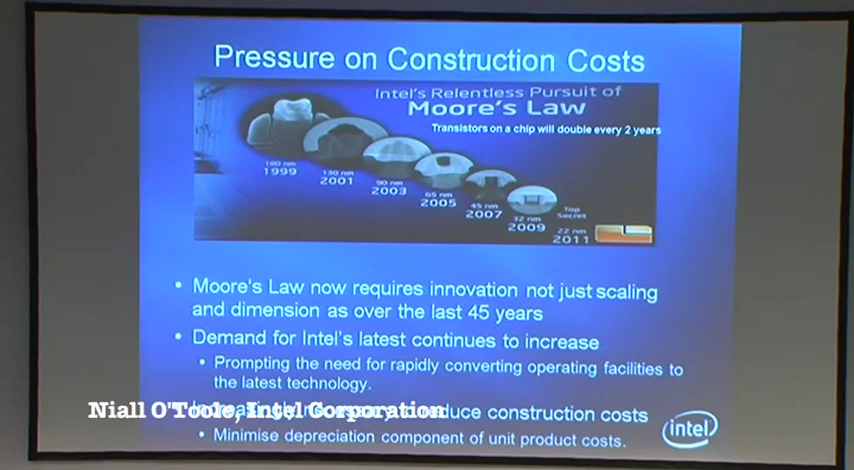 Pressure on Construction Costs
Intel's Relentless Pursuit of
Moore's Law
Transistors on a chip will double every 2 years
180 nm
1999
130 nm
2001
90 nm
2003
65 nm
2005
45 nm
2007
32 nm
2009
Top
Secret
22 nm
2011
• Moore's Law now requires innovation not just scaling
and dimension as over the last 45 years
• Demand for Intel's latest continues to increase
• Prompting the need for rapidly converting operating facilities to
the latest technology.
construction costs
Niall O'Toole, Intel Corporation
• Minimise depreciation component of unit product costs.
intel